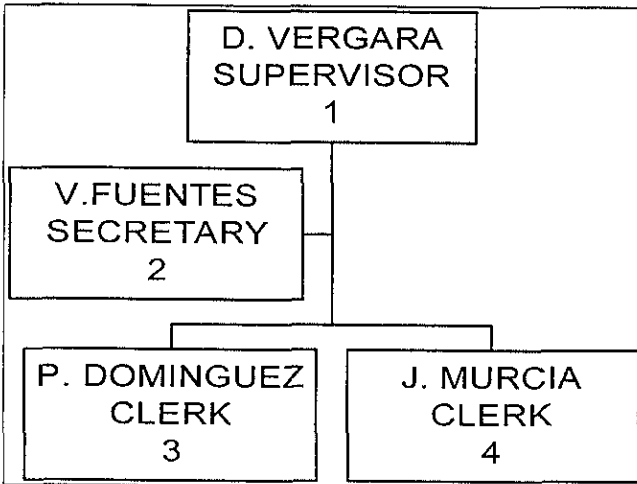 D. VERGARA
SUPERVISOR
1
V.FUENTES
SECRETARY
2
P. DOMINGUEZ
CLERK
3
J. MURCIA
CLERK
4